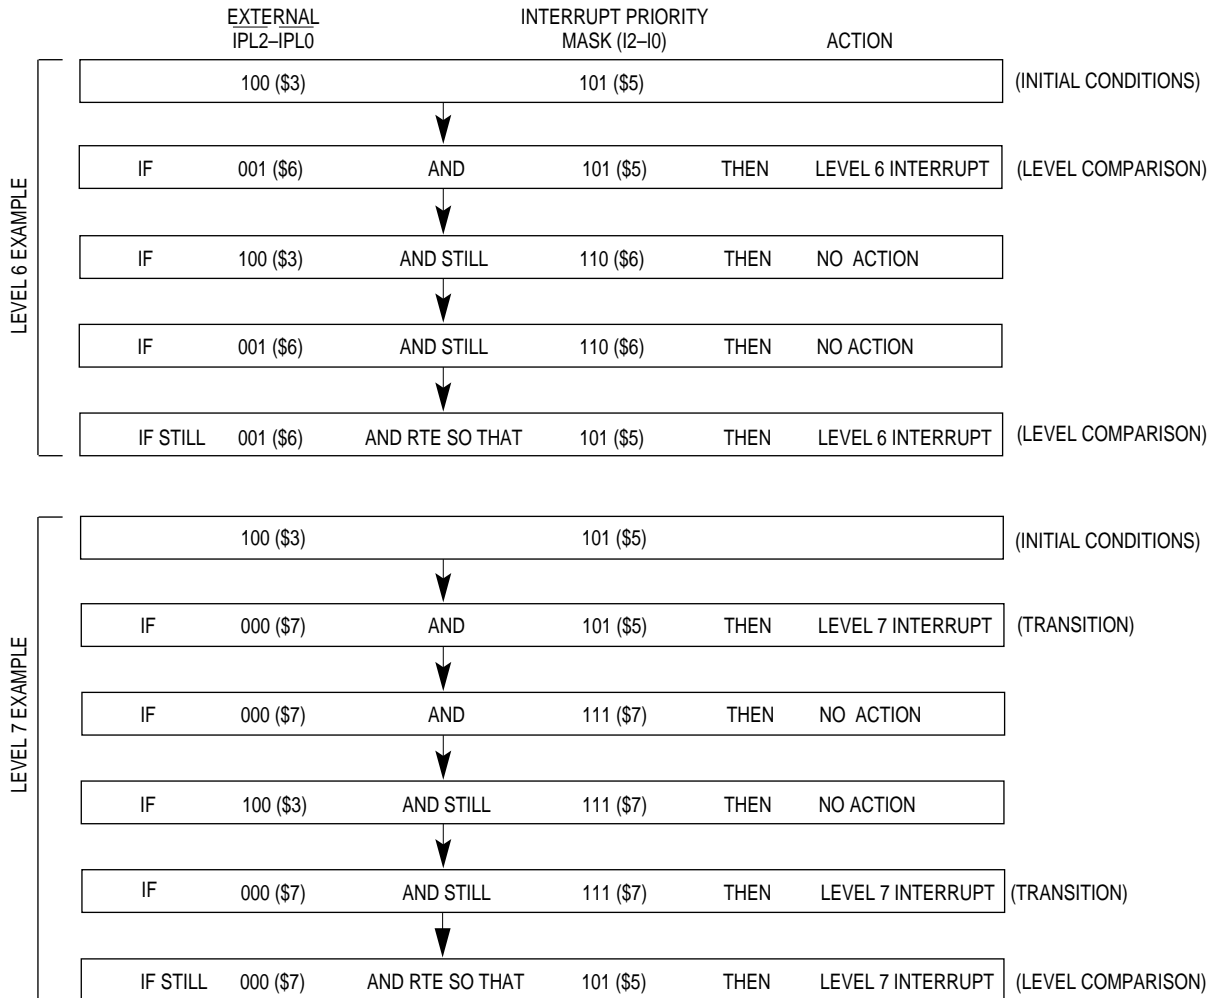 EXTERNAL INTERRUPT PRIORITY
IPL2–IPL0 MASK (I2–I0) ACTION
LEVEL 6 EXAMPLE
100 ($3) 101 ($5) (INITIAL CONDITIONS)
IF 001 ($6) AND 101 ($5) THEN LEVEL 6 INTERRUPT (LEVEL COMPARISON)
IF 100 ($3) AND STILL 110 ($6) THEN NO ACTION
IF 001 ($6) AND STILL 110 ($6) THEN NO ACTION
IF STILL 001 ($6) AND RTE SO THAT 101 ($5) THEN LEVEL 6 INTERRUPT (LEVEL COMPARISON)
LEVEL 7 EXAMPLE
100 ($3) 101 ($5) (INITIAL CONDITIONS)
IF 000 ($7) AND 101 ($5) THEN LEVEL 7 INTERRUPT (TRANSITION)
IF 000 ($7) AND 111 ($7) THEN NO ACTION
IF 100 ($3) AND STILL 111 ($7) THEN NO ACTION
IF 000 ($7) AND STILL 111 ($7) THEN LEVEL 7 INTERRUPT (TRANSITION)
IF STILL 000 ($7) AND RTE SO THAT 101 ($5) THEN LEVEL 7 INTERRUPT (LEVEL COMPARISON)